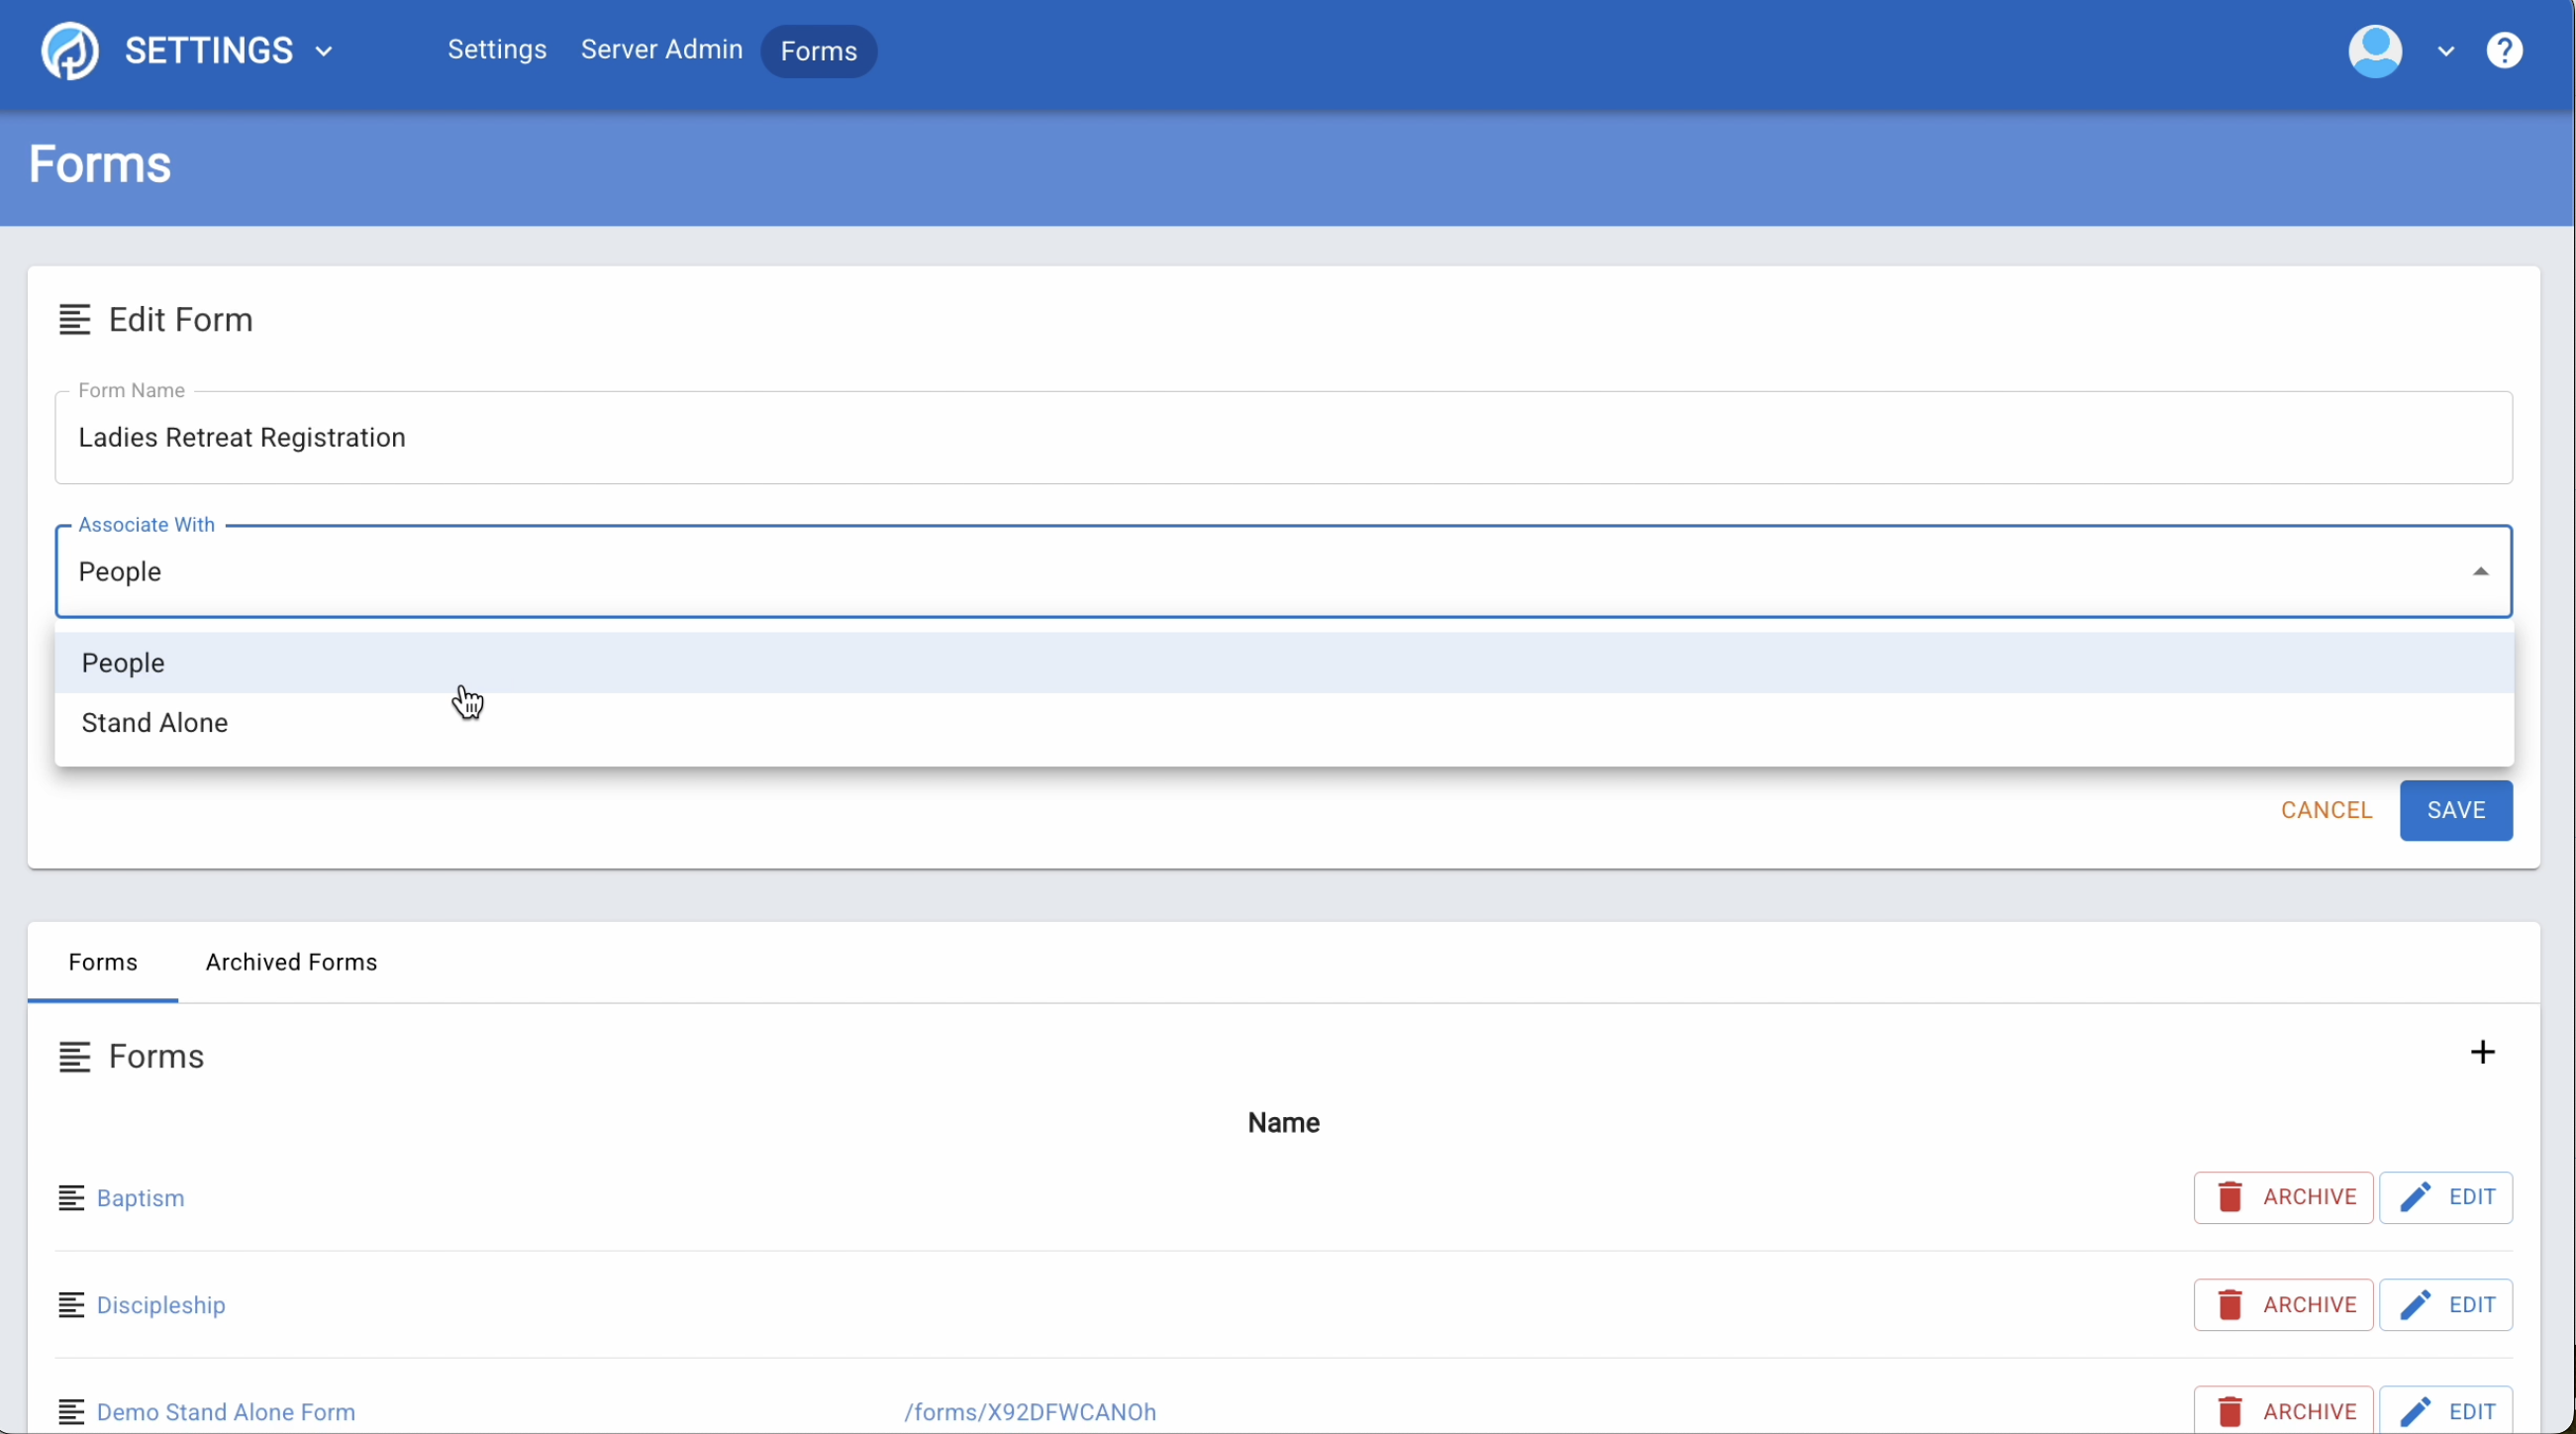 SETTINGS Settings Server Admin Forms ?
Forms
Edit Form
Form Name
Ladies Retreat Registration
Associate With
People
People
Stand Alone
CANCEL SAVE
Forms Archived Forms
Forms +
Name
Baptism ARCHIVE EDIT
Discipleship ARCHIVE EDIT
Demo Stand Alone Form /forms/X92DFWCANOh ARCHIVE EDIT